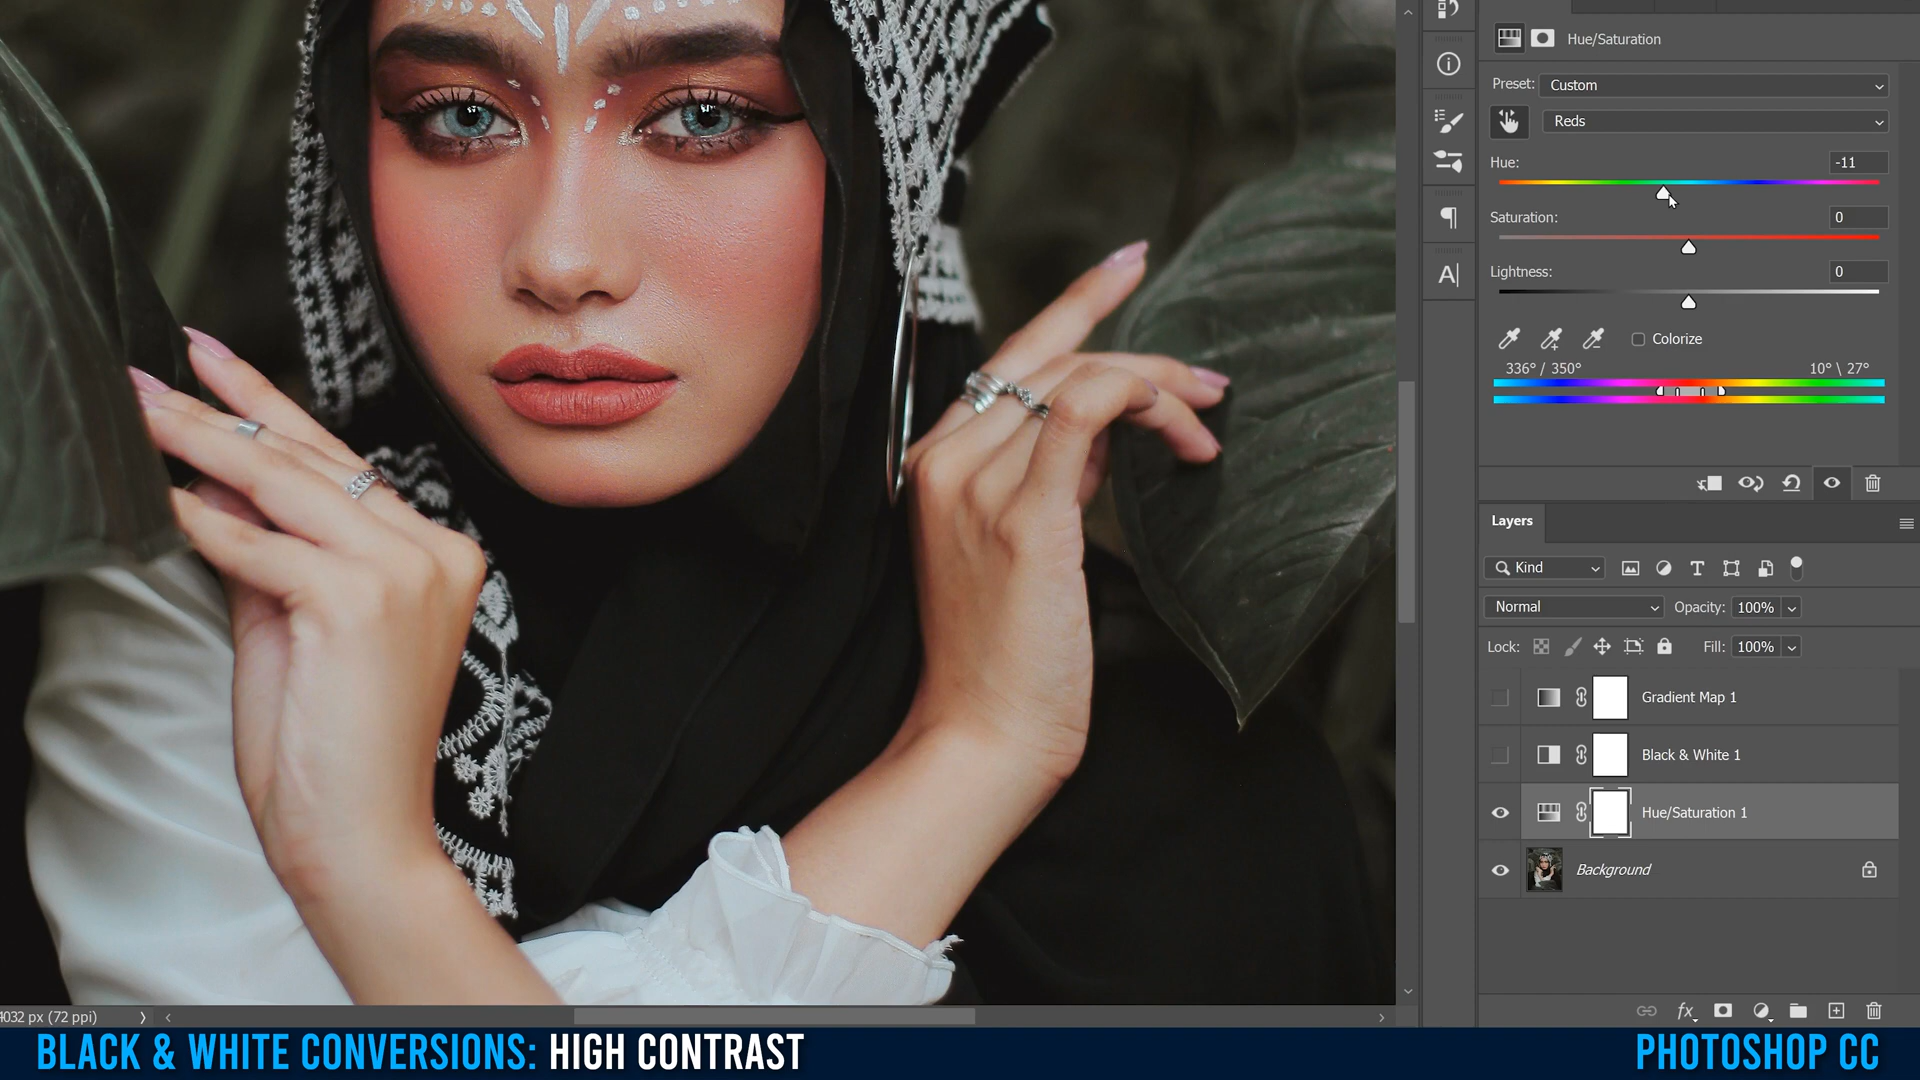 Hue/Saturation
Preset: Custom
Reds
Hue: -11
Saturation: 0
Lightness: 0
Colorize
336° / 350° 10° \ 27°
Layers
Kind
Normal Opacity: 100%
Lock: Fill: 100%
Gradient Map 1
Black & White 1
Hue/Saturation 1
Background
4032 px (72 ppi)
BLACK & WHITE CONVERSIONS: HIGH CONTRAST
PHOTOSHOP CC